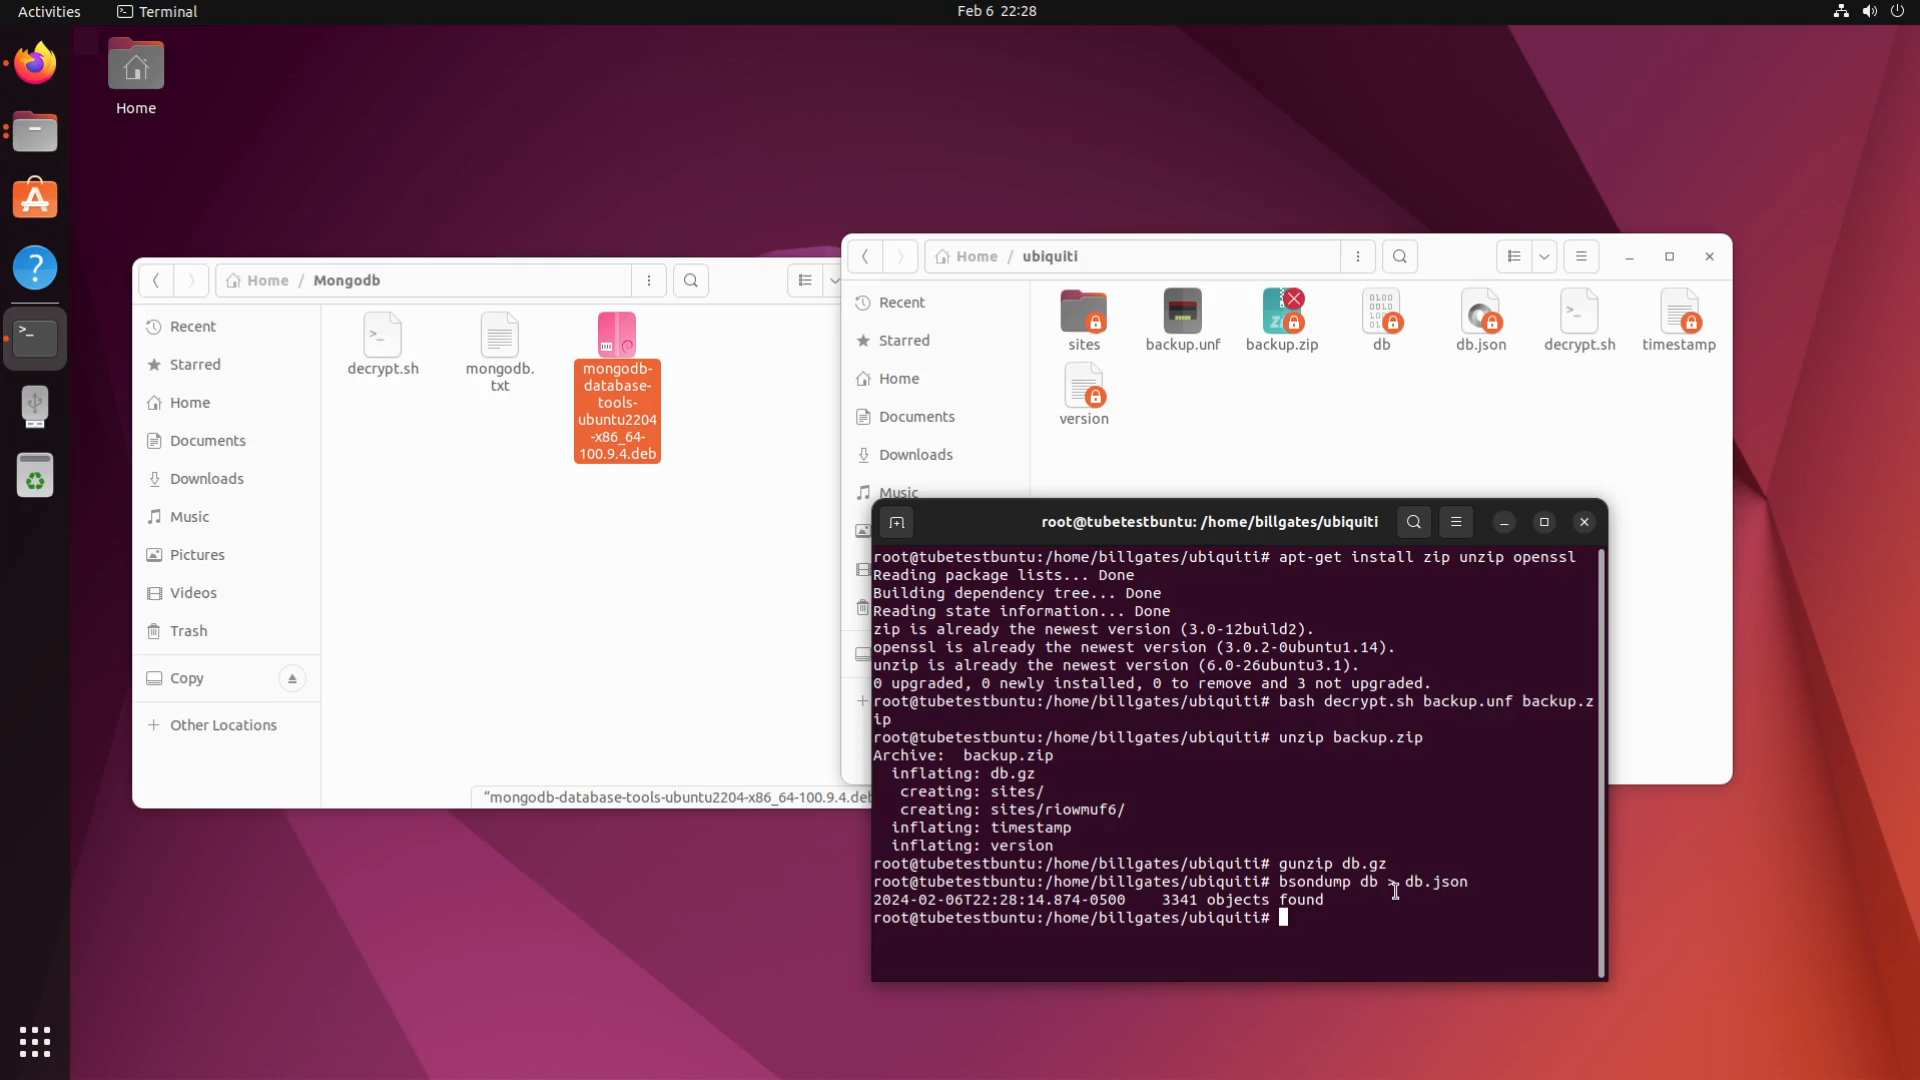 Activities
Terminal
Feb 6 22:28
Home
Home / Mongodb
Recent
Starred
Home
Documents
Downloads
Music
Pictures
Videos
Trash
Copy
Other Locations
decrypt.sh
mongodb.
txt
mongodb-
database-
tools-
ubuntu2204
-x86_64-
100.9.4.deb
"mongodb-database-tools-ubuntu2204-x86_64-100.9.4.deb
Home / ubiquiti
Recent
Starred
Home
Documents
Downloads
Music
sites
backup.unf
backup.zip
db
db.json
decrypt.sh
timestamp
version
root@tubetestbuntu: /home/billgates/ubiquiti
root@tubetestbuntu:/home/billgates/ubiquiti# apt-get install zip unzip openssl
Reading package lists... Done
Building dependency tree... Done
Reading state information... Done
zip is already the newest version (3.0-12build2).
openssl is already the newest version (3.0.2-0ubuntu1.14).
unzip is already the newest version (6.0-26ubuntu3.1).
0 upgraded, 0 newly installed, 0 to remove and 3 not upgraded.
root@tubetestbuntu:/home/billgates/ubiquiti# bash decrypt.sh backup.unf backup.z
ip
root@tubetestbuntu:/home/billgates/ubiquiti# unzip backup.zip
Archive:  backup.zip
  inflating: db.gz
   creating: sites/
   creating: sites/riowmuf6/
  inflating: timestamp
  inflating: version
root@tubetestbuntu:/home/billgates/ubiquiti# gunzip db.gz
root@tubetestbuntu:/home/billgates/ubiquiti# bsondump db > db.json
2024-02-06T22:28:14.874-0500    3341 objects found
root@tubetestbuntu:/home/billgates/ubiquiti#